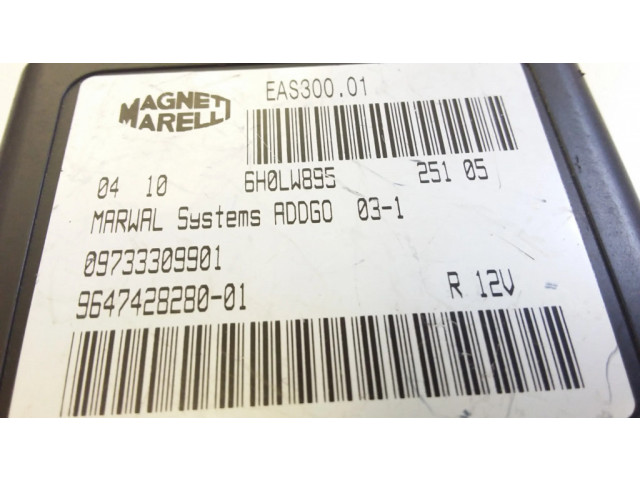 MAGNETI
MARELLI
EAS300.01
04 10 6H0LW895 251 05
MARWAL Systems ADDGO 03-1
09733309901
9647428280-01 R 12V